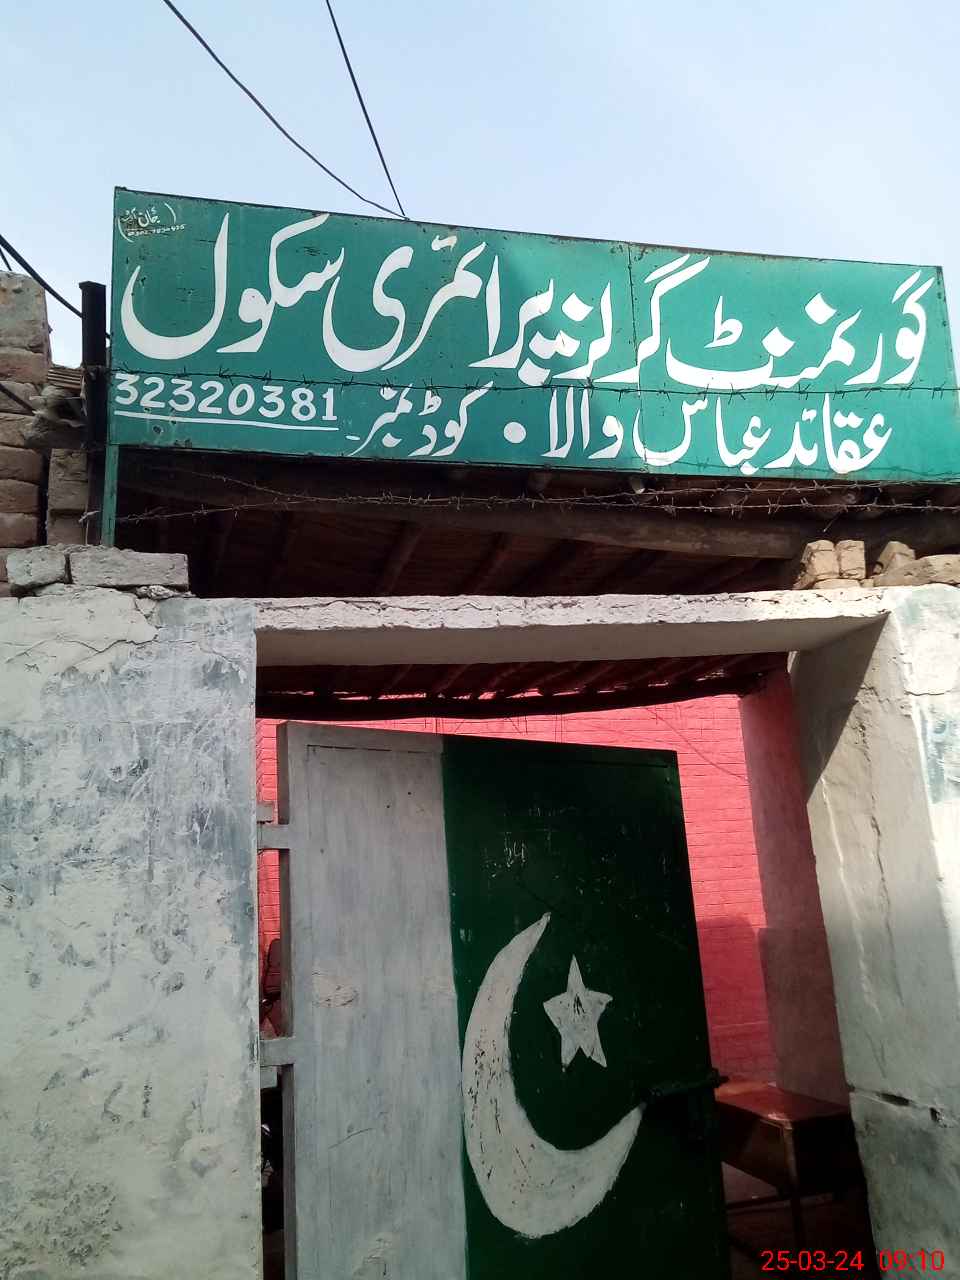 گورنمنٹ گرلز پرائمری سکول
عقائد عباس والا۔ کوڈ نمبر 32320381
25-03-24 09:10